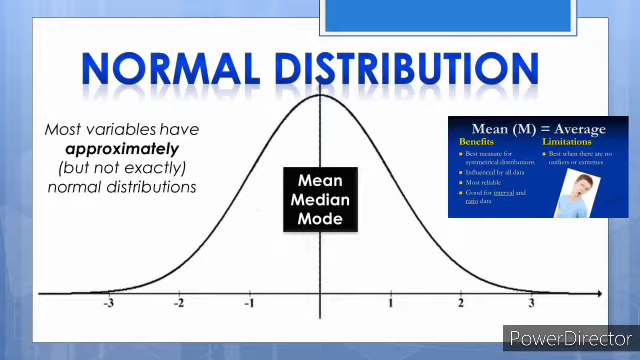 NORMAL DISTRIBUTION
Most variables have
approximately
(but not exactly)
normal distributions
Mean
Median
Mode
Mean (M) = Average
Benefits
Best measure for
symmetrical distributions
Influenced by all data
Most reliable
Good for interval and
ratio data
Limitations
Best when there are no
outliers or extremes
-3 -2 -1 1 2 3
PowerDirector